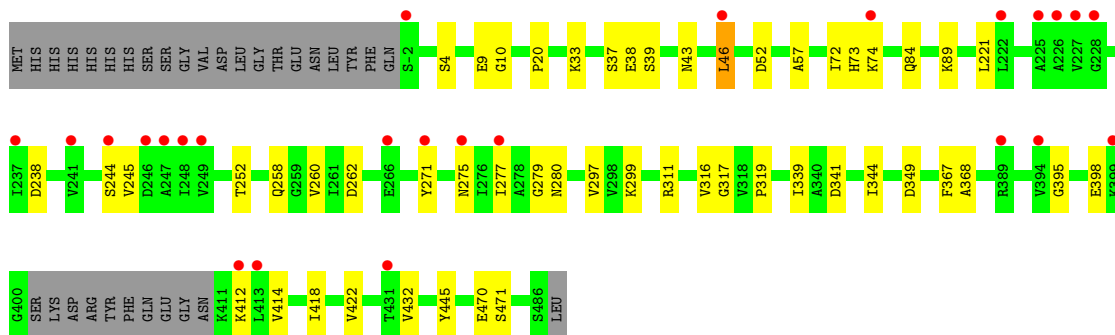 MET HIS HIS HIS HIS HIS HIS SER SER GLY VAL ASP LEU GLY THR GLU ASN LEU TYR PHE GLN S-2 S4 E9 G10 P20 K33 S37 E38 S39 N43 L46 D52 A57 I72 H73 K74 Q84 K89 L221 L222 A225 A226 V227 G228
I237 D238 V241 S244 V245 D246 A247 I248 V249 T252 Q258 G259 V260 I261 D262 E266 Y271 N275 I276 I277 A278 G279 N280 V297 V298 K299 R311 V316 G317 V318 P319 I339 A340 D341 I344 D349 F367 A368 R389 V394 G395 E398 K399
G400 SER LYS ASP ARG TYR PHE GLN GLU GLY ASN K411 K412 L413 V414 I418 V422 T431 V432 Y445 E470 S471 S486 LEU